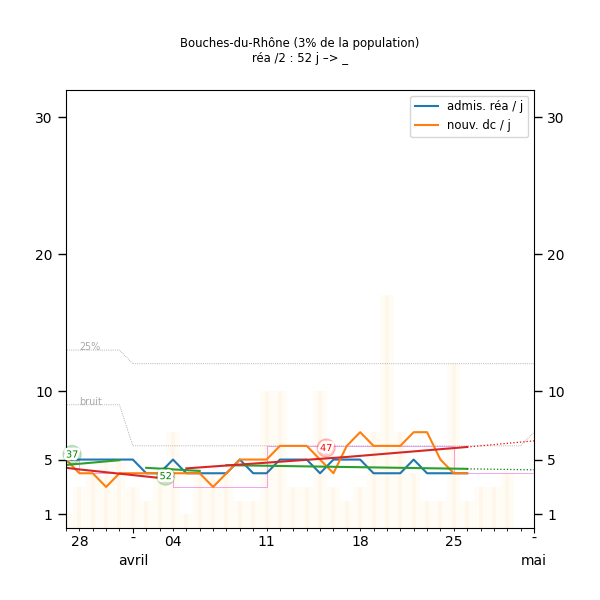 Bouches-du-Rhône (3% de la population)
réa /2 : 52 j –> _
admis. réa / j
nouv. dc / j
30 30
20 20
25%
10 10
bruit
37
47
5 5
52
1 1
28 - 04 11 18 25 -
avril mai